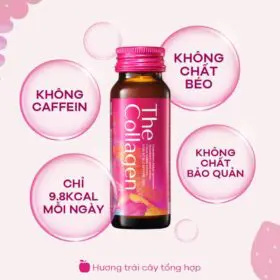 KHÔNG
CAFFEIN
KHÔNG
CHẤT
BÉO
The
Collagen
CHỈ
9,8KCAL
MỖI NGÀY
KHÔNG
CHẤT
BẢO QUẢN
Hương trái cây tổng hợp